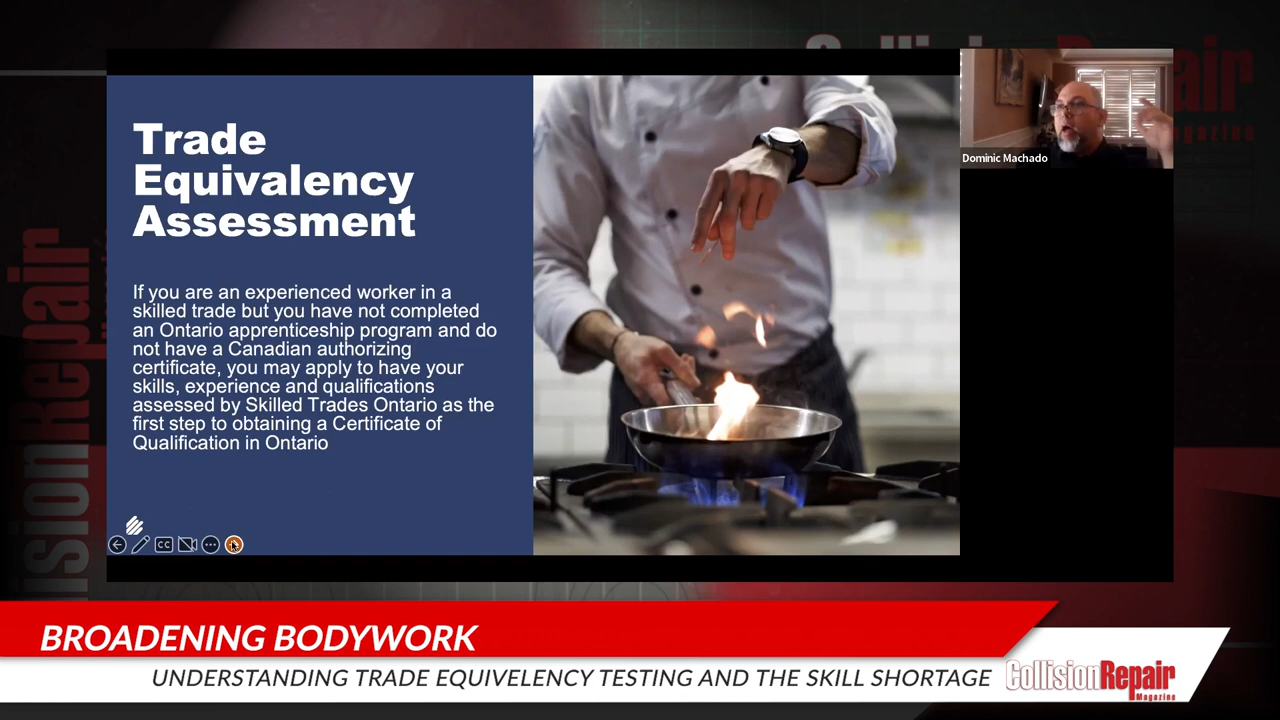 Trade
Equivalency
Assessment
If you are an experienced worker in a
skilled trade but you have not completed
an Ontario apprenticeship program and do
not have a Canadian authorizing
certificate, you may apply to have your
skills, experience and qualifications
assessed by Skilled Trades Ontario as the
first step to obtaining a Certificate of
Qualification in Ontario
CC
Dominic Machado
BROADENING BODYWORK
UNDERSTANDING TRADE EQUIVELENCY TESTING AND THE SKILL SHORTAGE
CollisionRepair
Magazine